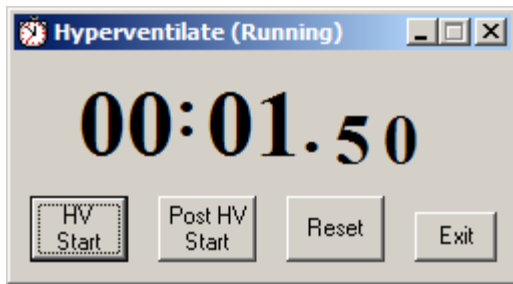 Hyperventilate (Running)
00:01.50
HV Start
Post HV Start
Reset
Exit